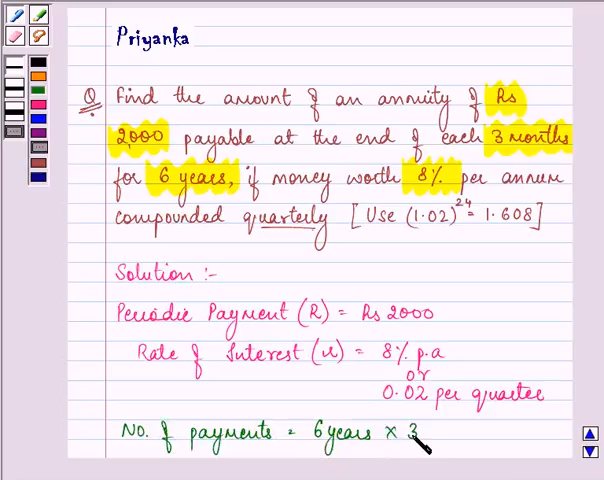 Priyanka
Q Find the amount of an annuity of Rs
2,000 payable at the end of each 3 months
for 6 years, if money worth 8% per annum
compounded quarterly [Use (1.02)^24 = 1.608]
Solution :-
Periodic Payment (R) = Rs 2000
Rate of Interest (r) = 8% p.a
or
0.02 per quarter
No. of payments = 6 years × 3